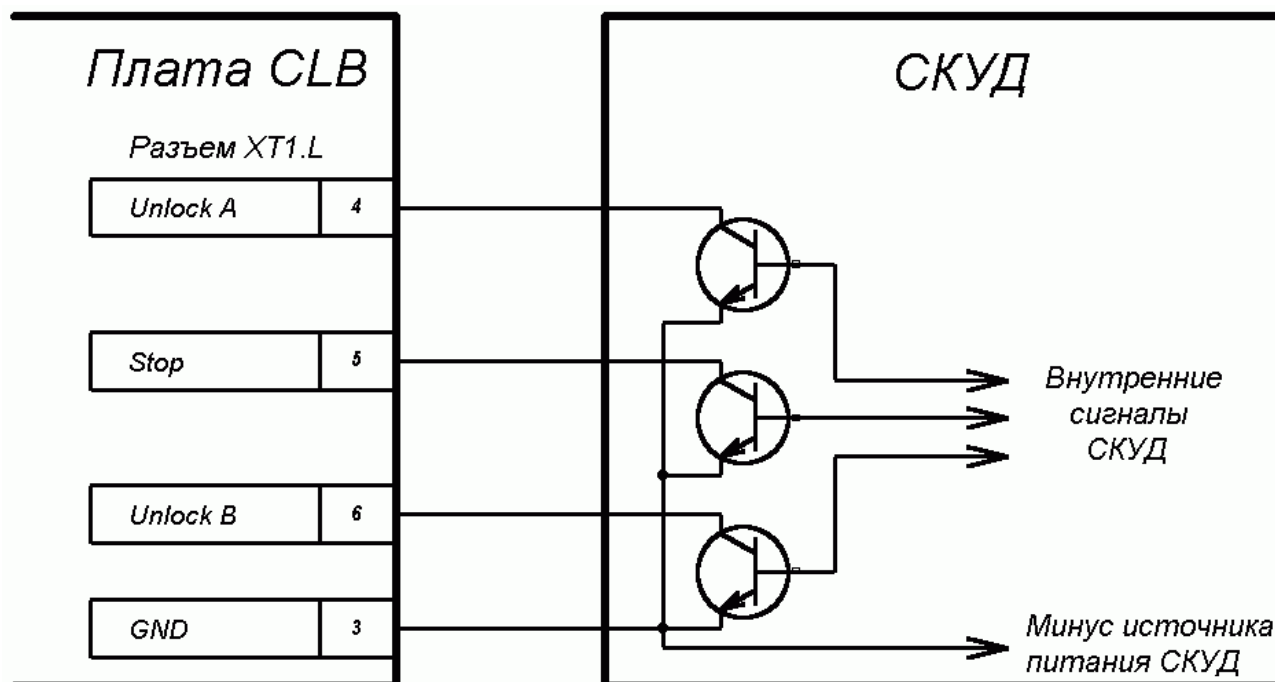 Плата CLB
СКУД
Разъем XT1.L
Unlock A 4
Stop 5
Unlock B 6
GND 3
Внутренние
сигналы
СКУД
Минус источника
питания СКУД